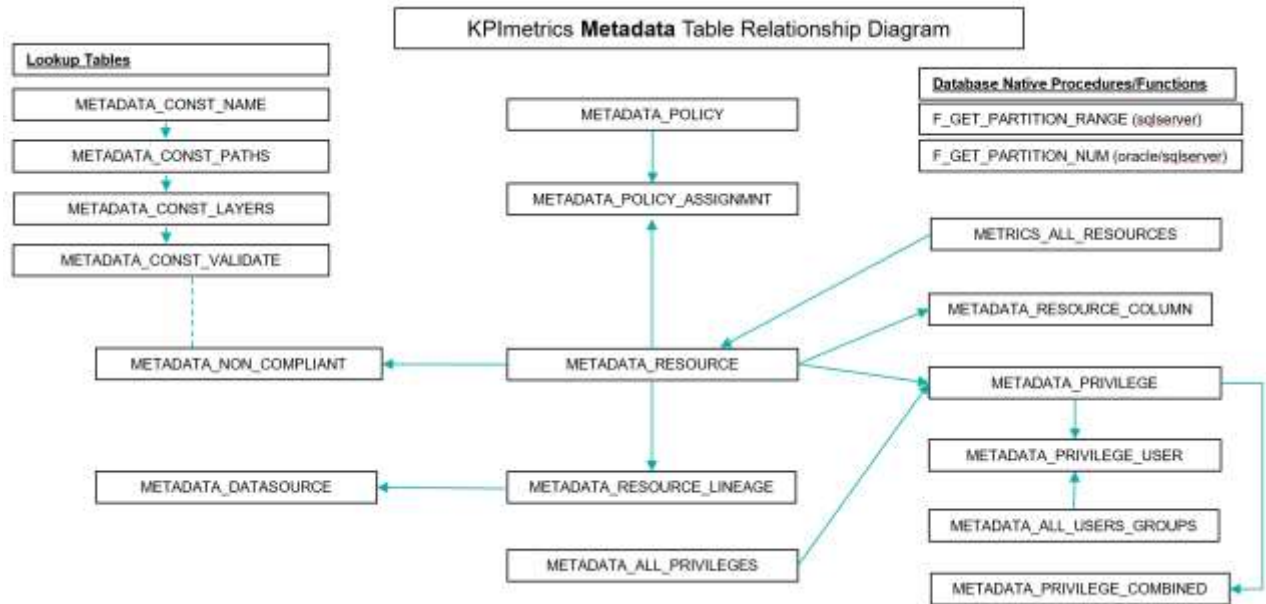 KPImetrics Metadata Table Relationship Diagram
Lookup Tables
METADATA_CONST_NAME
METADATA_CONST_PATHS
METADATA_CONST_LAYERS
METADATA_CONST_VALIDATE
METADATA_NON_COMPLIANT
METADATA_DATASOURCE
METADATA_POLICY
METADATA_POLICY_ASSIGNMNT
METADATA_RESOURCE
METADATA_RESOURCE_LINEAGE
METADATA_ALL_PRIVILEGES
Database Native Procedures/Functions
F_GET_PARTITION_RANGE (sqlserver)
F_GET_PARTITION_NUM (oracle/sqlserver)
METRICS_ALL_RESOURCES
METADATA_RESOURCE_COLUMN
METADATA_PRIVILEGE
METADATA_PRIVILEGE_USER
METADATA_ALL_USERS_GROUPS
METADATA_PRIVILEGE_COMBINED